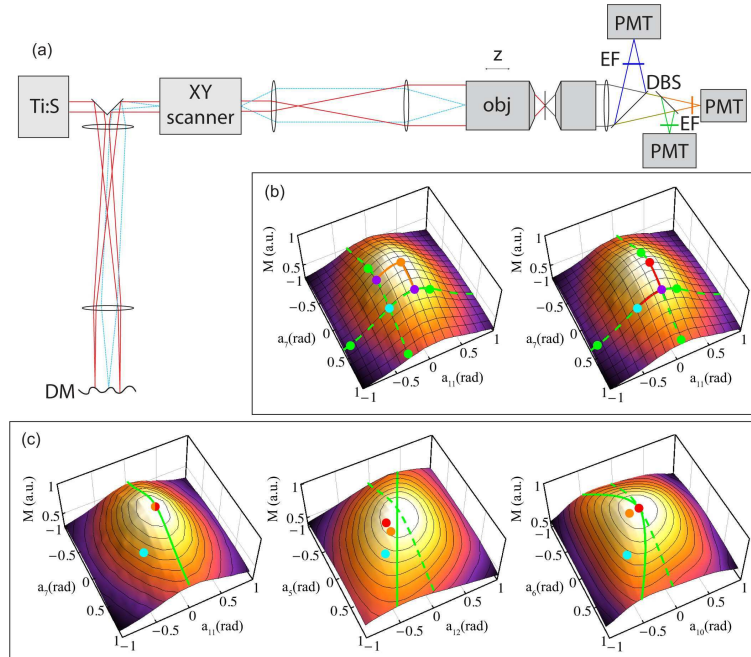 (a)
PMT
EF
DBS
Z
Ti:S
XY
scanner
obj
PMT
EF
PMT
DM
(b)
M (a.u.)
1
0.5
−1
−0.5
0
0.5
1
a7(rad)
−1
−0.5
0
0.5
1
a11(rad)
M (a.u.)
1
0.5
−1
−0.5
0
0.5
1
a7(rad)
−1
−0.5
0
0.5
1
a11(rad)
(c)
M (a.u.)
1
0.5
−1
−0.5
0
0.5
1
a7(rad)
−1
−0.5
0
0.5
1
a11(rad)
M (a.u.)
1
0.5
−1
−0.5
0
0.5
1
a5(rad)
−1
−0.5
0
0.5
1
a12(rad)
M (a.u.)
1
0.5
−1
−0.5
0
0.5
1
a6(rad)
−1
−0.5
0
0.5
1
a10(rad)